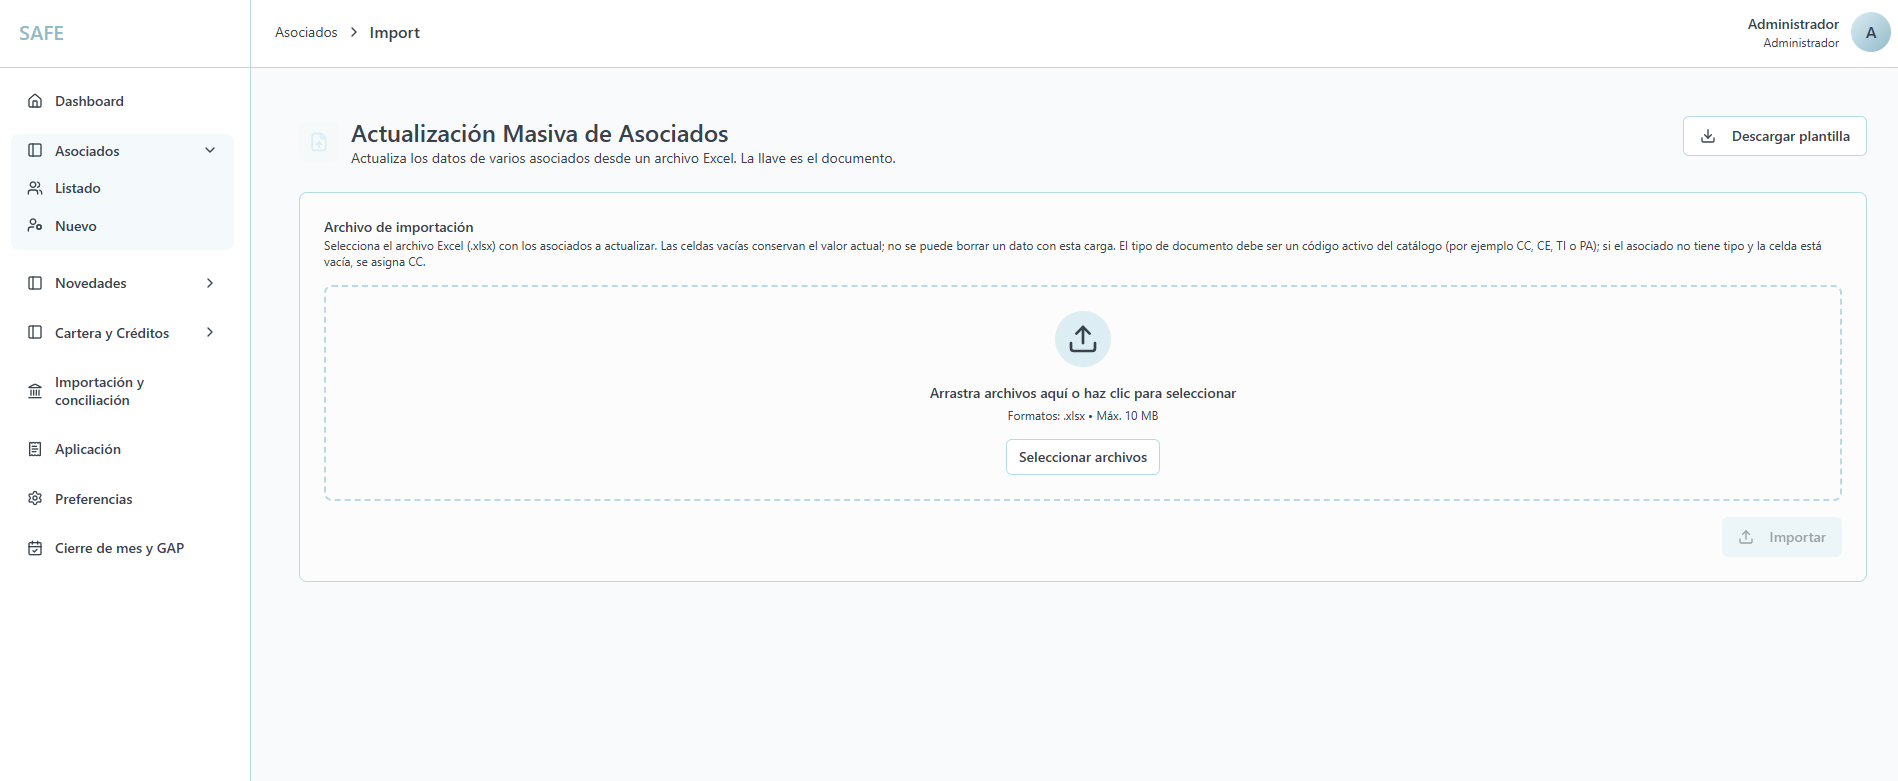 SAFE
Asociados > Import
Administrador
Administrador
A
Dashboard
Asociados
Listado
Nuevo
Novedades
Cartera y Créditos
Importación y
conciliación
Aplicación
Preferencias
Cierre de mes y GAP
Actualización Masiva de Asociados
Actualiza los datos de varios asociados desde un archivo Excel. La llave es el documento.
Descargar plantilla
Archivo de importación
Selecciona el archivo Excel (.xlsx) con los asociados a actualizar. Las celdas vacías conservan el valor actual; no se puede borrar un dato con esta carga. El tipo de documento debe ser un código activo del catálogo (por ejemplo CC, CE, TI o PA); si el asociado no tiene tipo y la celda está
vacía, se asigna CC.
Arrastra archivos aquí o haz clic para seleccionar
Formatos: .xlsx • Máx. 10 MB
Seleccionar archivos
Importar